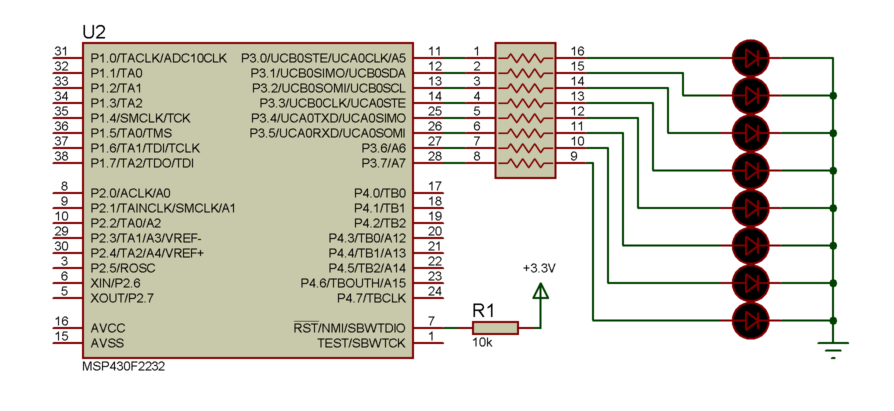 U2
31 P1.0/TACLK/ADC10CLK P3.0/UCB0STE/UCA0CLK/A5 11 1 16
32 P1.1/TA0 P3.1/UCB0SIMO/UCB0SDA 12 2 15
33 P1.2/TA1 P3.2/UCB0SOMI/UCB0SCL 13 3 14
34 P1.3/TA2 P3.3/UCB0CLK/UCA0STE 14 4 13
35 P1.4/SMCLK/TCK P3.4/UCA0TXD/UCA0SIMO 25 5 12
36 P1.5/TA0/TMS P3.5/UCA0RXD/UCA0SOMI 26 6 11
37 P1.6/TA1/TDI/TCLK P3.6/A6 27 7 10
38 P1.7/TA2/TDO/TDI P3.7/A7 28 8 9
8 P2.0/ACLK/A0 P4.0/TB0 17
9 P2.1/TAINCLK/SMCLK/A1 P4.1/TB1 18
10 P2.2/TA0/A2 P4.2/TB2 19
29 P2.3/TA1/A3/VREF- P4.3/TB0/A12 20
30 P2.4/TA2/A4/VREF+ P4.4/TB1/A13 21
3 P2.5/ROSC P4.5/TB2/A14 22
6 XIN/P2.6 P4.6/TBOUTH/A15 23
5 XOUT/P2.7 P4.7/TBCLK 24
+3.3V
R1
16 AVCC RST/NMI/SBWTDIO 7
15 AVSS TEST/SBWTCK 1
10k
MSP430F2232